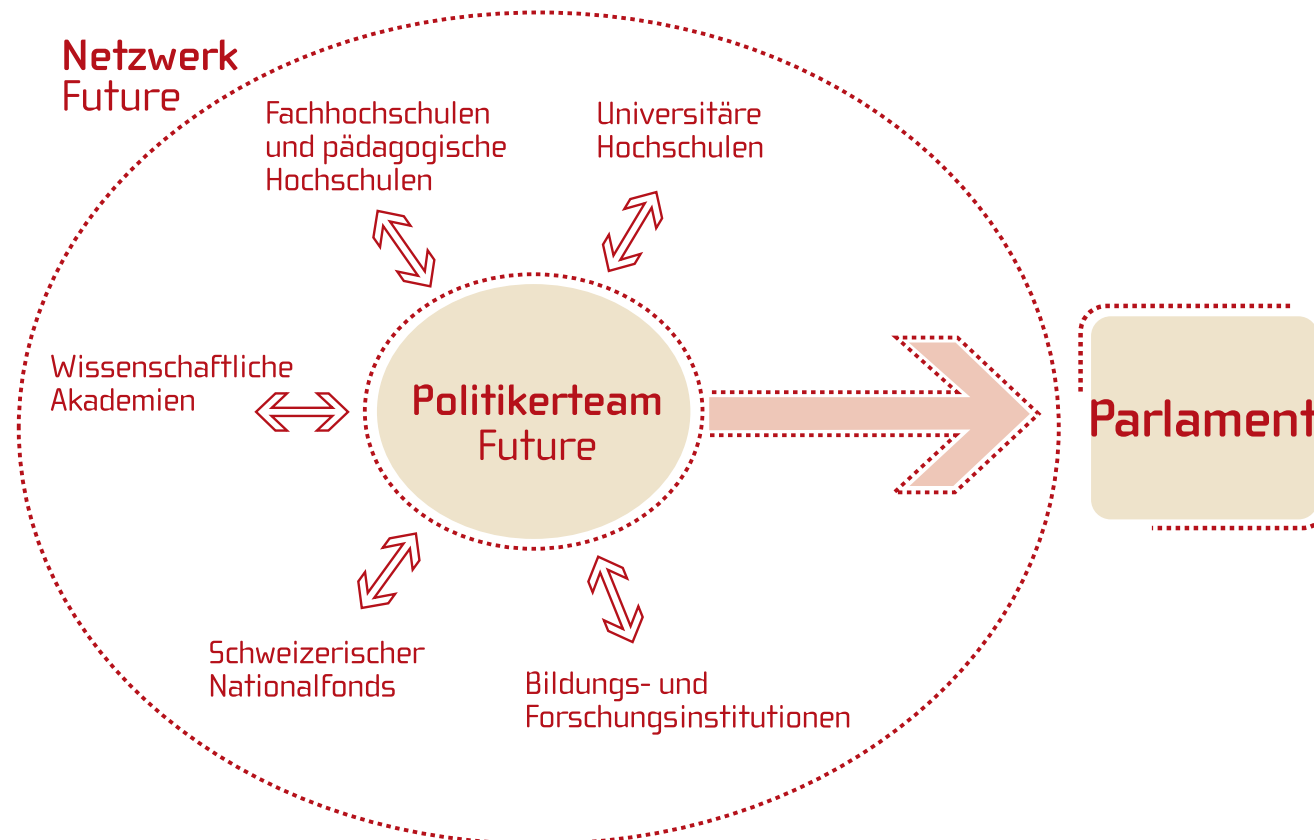 Netzwerk
Future
Fachhochschulen
und pädagogische
Hochschulen
Universitäre
Hochschulen
Wissenschaftliche
Akademien
Politikerteam
Future
Parlament
Schweizerischer
Nationalfonds
Bildungs- und
Forschungsinstitutionen